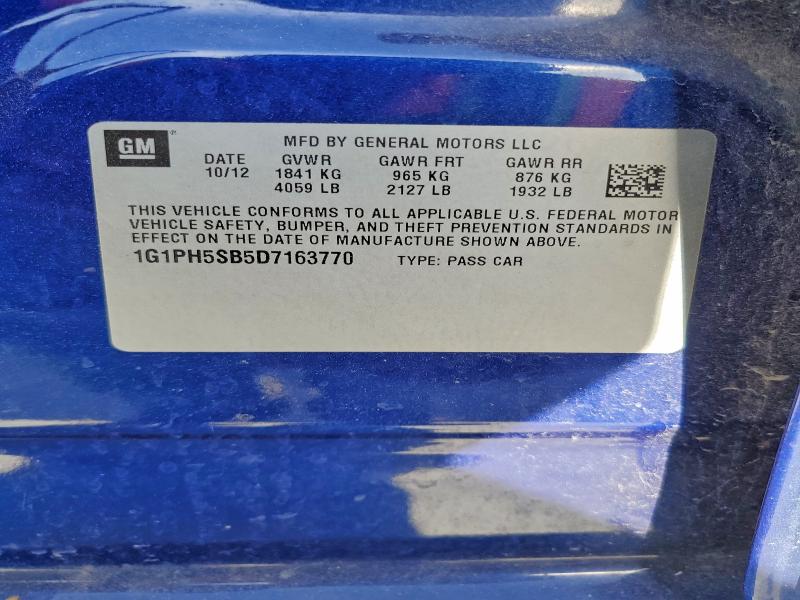 GM
MFD BY GENERAL MOTORS LLC
DATE GVWR GAWR FRT GAWR RR
10/12 1841 KG 965 KG 876 KG
4059 LB 2127 LB 1932 LB
THIS VEHICLE CONFORMS TO ALL APPLICABLE U.S. FEDERAL MOTOR
VEHICLE SAFETY, BUMPER, AND THEFT PREVENTION STANDARDS IN
EFFECT ON THE DATE OF MANUFACTURE SHOWN ABOVE.
1G1PH5SB5D7163770 TYPE: PASS CAR